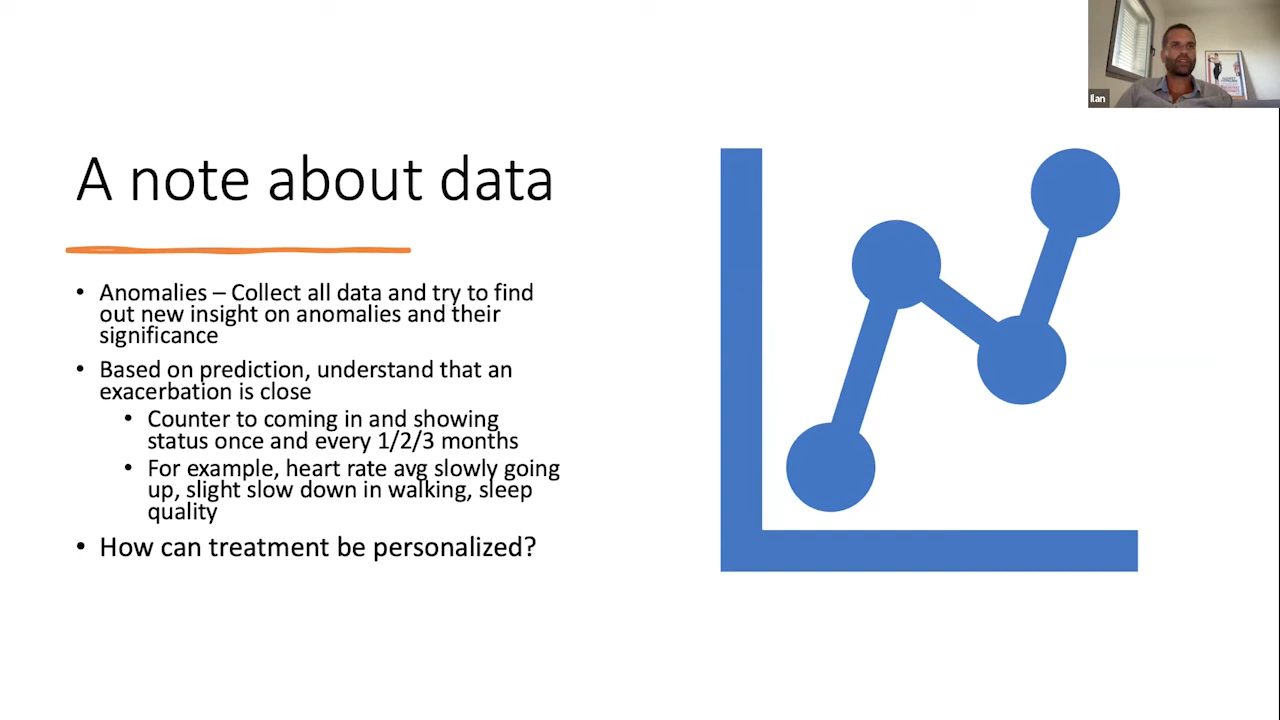 A note about data
• Anomalies – Collect all data and try to find
out new insight on anomalies and their
significance
• Based on prediction, understand that an
exacerbation is close
• Counter to coming in and showing
status once and every 1/2/3 months
• For example, heart rate avg slowly going
up, slight slow down in walking, sleep
quality
• How can treatment be personalized?
Ilan